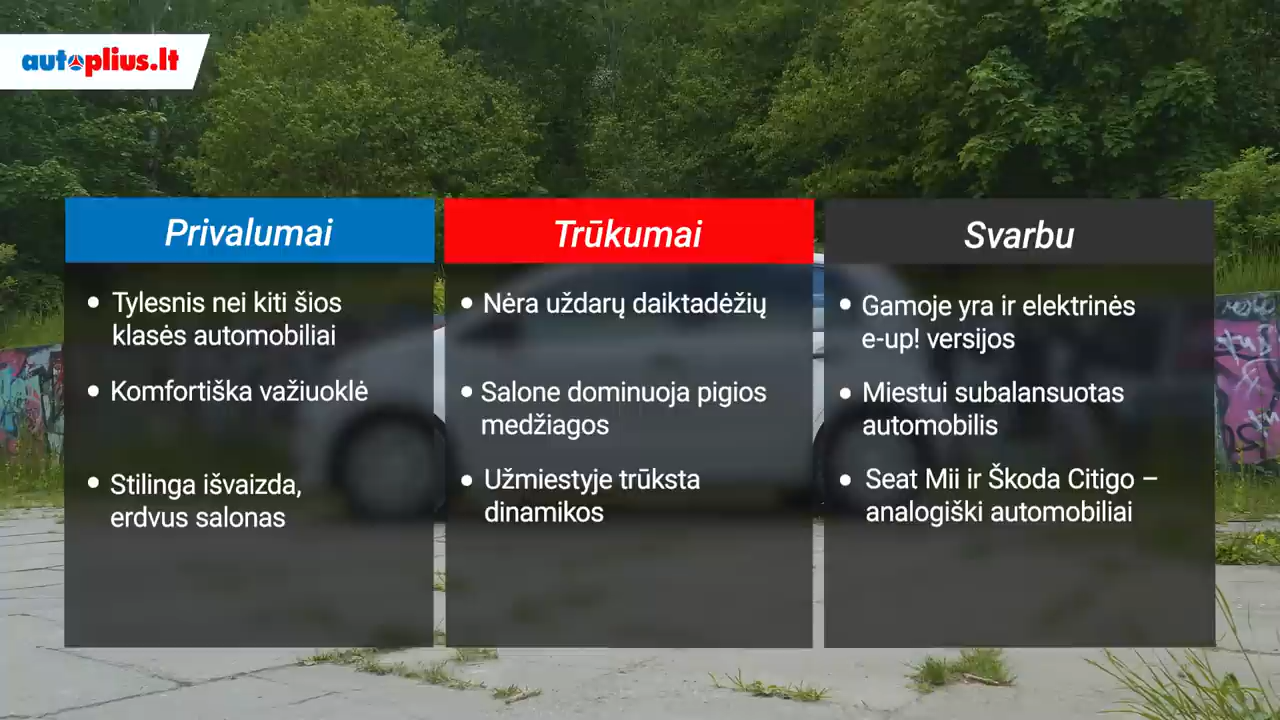 autoplius.lt
Privalumai
Tylesnis nei kiti šios
klasės automobiliai
Komfortiška važiuoklė
Stilinga išvaizda,
erdvus salonas
Trūkumai
Nėra uždarų daiktadėžių
Salone dominuoja pigios
medžiagos
Užmiestyje trūksta
dinamikos
Svarbu
Gamoje yra ir elektrinės
e-up! versijos
Miestui subalansuotas
automobilis
Seat Mii ir Škoda Citigo –
analogiški automobiliai